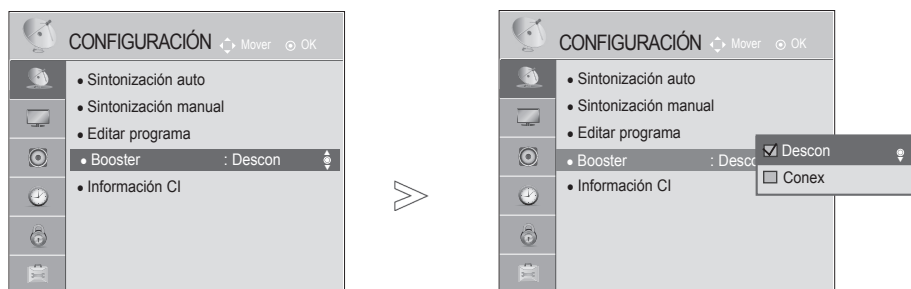 CONFIGURACIÓN Mover OK
• Sintonización auto
• Sintonización manual
• Editar programa
• Booster : Descon
• Información CI
CONFIGURACIÓN Mover OK
• Sintonización auto
• Sintonización manual
• Editar programa
• Booster : Desco
• Información CI
Descon
Conex